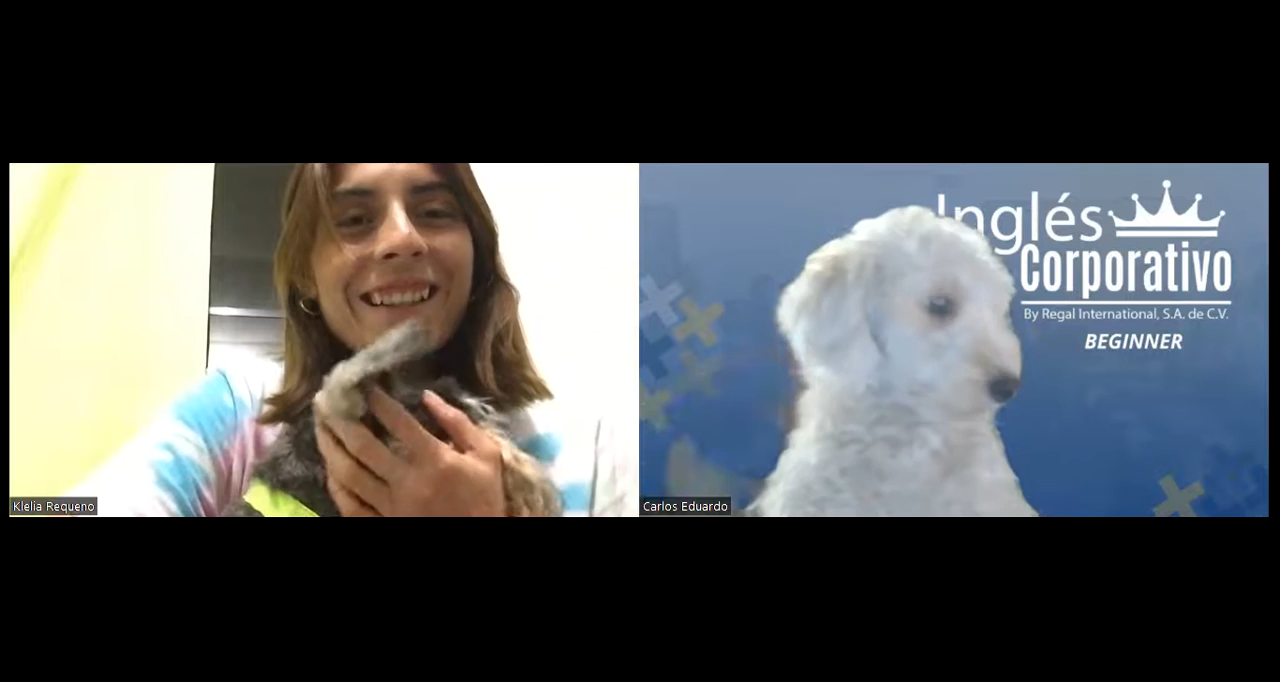 Inglés
Corporativo
By Regal International, S.A. de C.V.
BEGINNER
Klelia Requeno
Carlos Eduardo